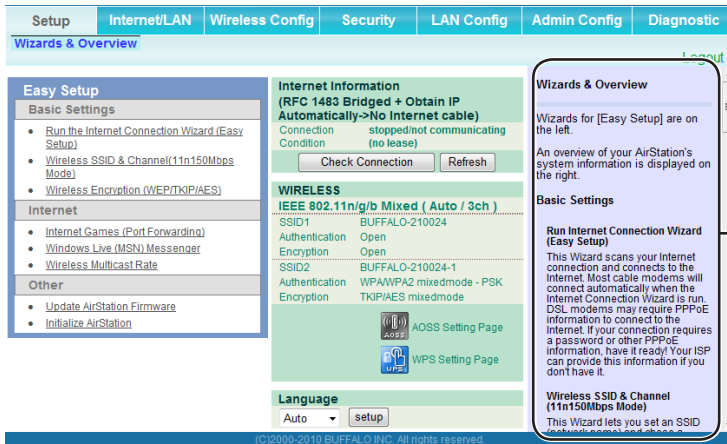 Setup
Internet/LAN
Wireless Config
Security
LAN Config
Admin Config
Diagnostic
Wizards & Overview
Logout
Easy Setup
Basic Settings
Run the Internet Connection Wizard (Easy
Setup)
Wireless SSID & Channel(11n150Mbps
Mode)
Wireless Encryption (WEP/TKIP/AES)
Internet
Internet Games (Port Forwarding)
Windows Live (MSN) Messenger
Wireless Multicast Rate
Other
Update AirStation Firmware
Initialize AirStation
Internet Information
(RFC 1483 Bridged + Obtain IP
Automatically->No Internet cable)
Connection stopped/not communicating
Condition (no lease)
Check Connection Refresh
WIRELESS
IEEE 802.11n/g/b Mixed ( Auto / 3ch )
SSID1 BUFFALO-210024
Authentication Open
Encryption Open
SSID2 BUFFALO-210024-1
Authentication WPA/WPA2 mixedmode - PSK
Encryption TKIP/AES mixedmode
AOSS
AOSS Setting Page
WPS
WPS Setting Page
Language
Auto setup
Wizards & Overview
Wizards for [Easy Setup] are on
the left.
An overview of your AirStation's
system information is displayed on
the right.
Basic Settings
Run Internet Connection Wizard
(Easy Setup)
This Wizard scans your Internet
connection and connects to the
Internet. Most cable modems will
connect automatically when the
Internet Connection Wizard is run.
DSL modems may require PPPoE
information to connect to the
Internet. If your connection requires
a password or other PPPoE
information, have it ready! Your ISP
can provide this information if you
don't have it.
Wireless SSID & Channel
(11n150Mbps Mode)
This Wizard lets you set an SSID
(network name) and choose a
(C)2000-2010 BUFFALO INC. All rights reserved.